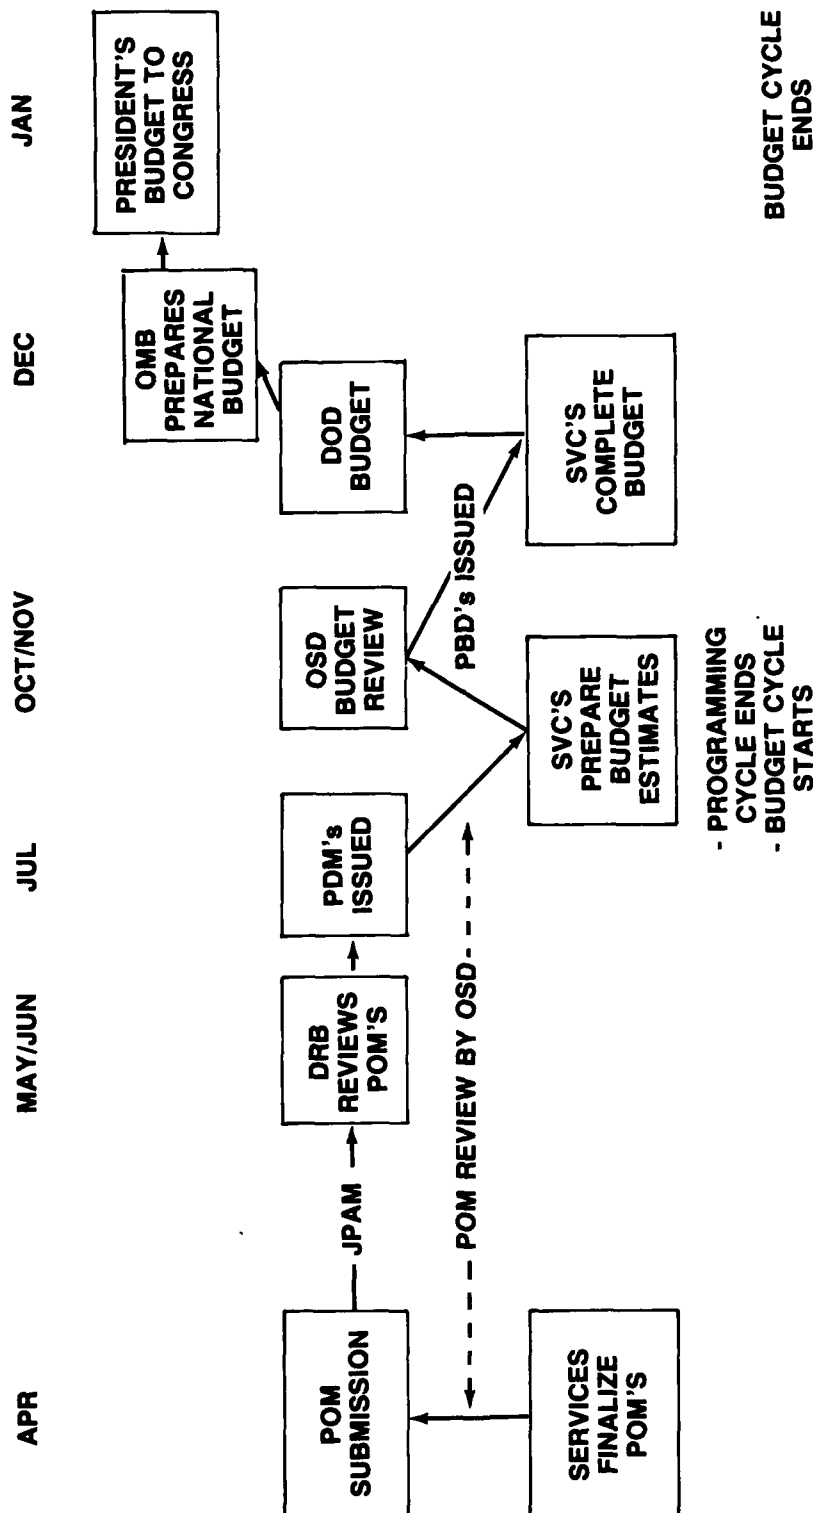 APR
MAY/JUN
JUL
OCT/NOV
DEC
JAN
PRESIDENT'S
BUDGET TO
CONGRESS
OMB
PREPARES
NATIONAL
BUDGET
POM
SUBMISSION
JPAM
DRB
REVIEWS
POM'S
PDM's
ISSUED
OSD
BUDGET
REVIEW
DOD
BUDGET
POM REVIEW BY OSD
PBD's ISSUED
SERVICES
FINALIZE
POM'S
SVC'S
PREPARE
BUDGET
ESTIMATES
SVC'S
COMPLETE
BUDGET
- PROGRAMMING
CYCLE ENDS
- BUDGET CYCLE
STARTS
BUDGET CYCLE
ENDS